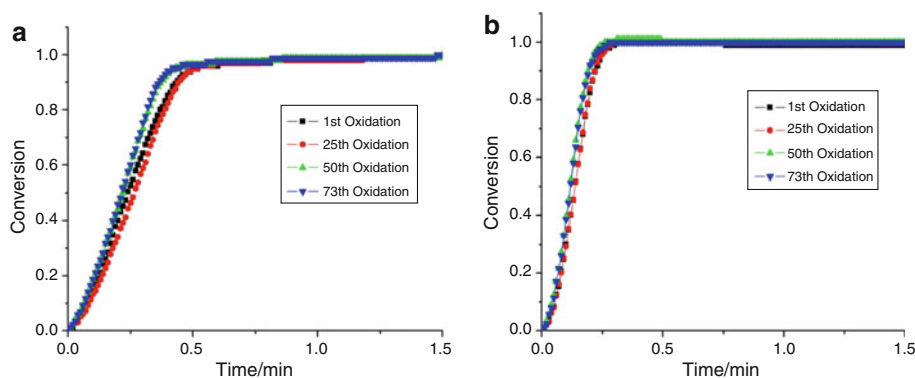 a
1.0
0.8
0.6
0.4
0.2
0.0
Conversion
1st Oxidation
25th Oxidation
50th Oxidation
73th Oxidation
0.0 0.5 1.0 1.5
Time/min
b
1.0
0.8
0.6
0.4
0.2
0.0
Conversion
1st Oxidation
25th Oxidation
50th Oxidation
73th Oxidation
0.0 0.5 1.0 1.5
Time/min